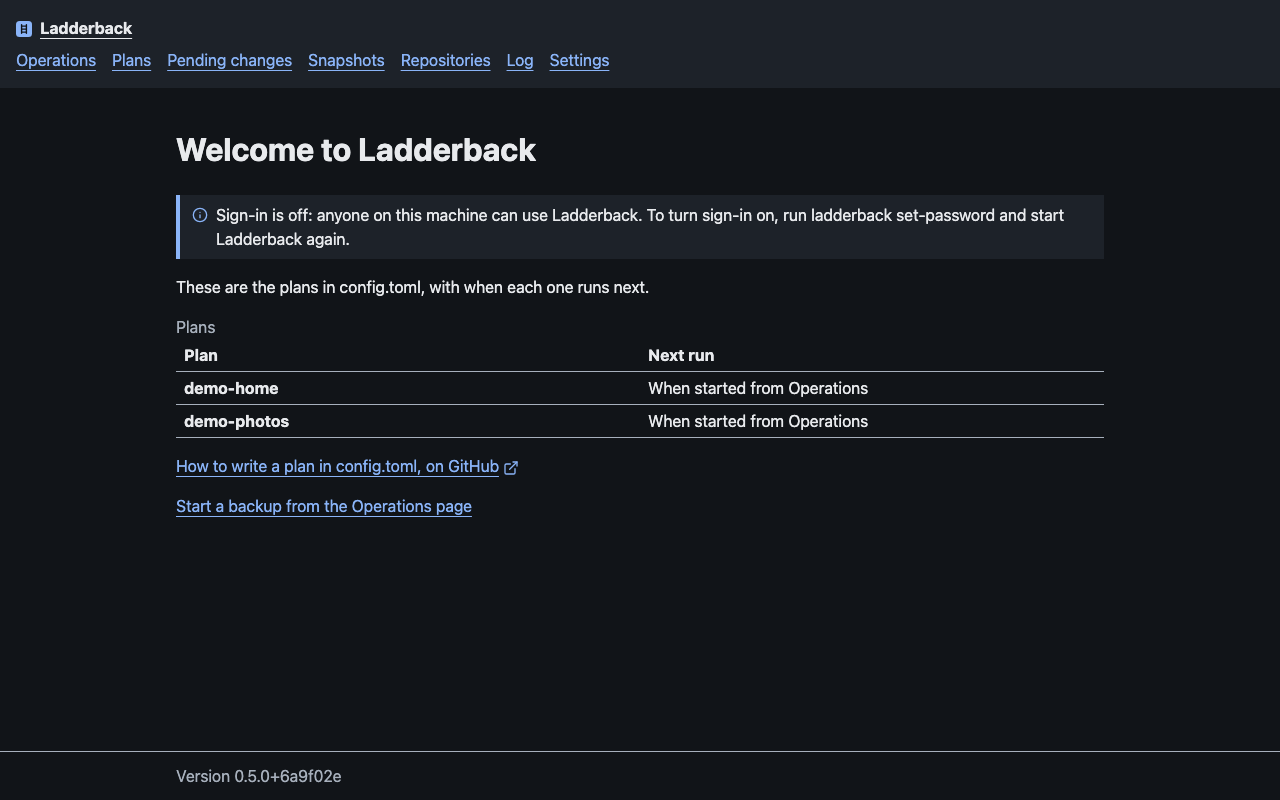 Ladderback
Operations Plans Pending changes Snapshots Repositories Log Settings
Welcome to Ladderback
Sign-in is off: anyone on this machine can use Ladderback. To turn sign-in on, run ladderback set-password and start
Ladderback again.
These are the plans in config.toml, with when each one runs next.
Plans
Plan Next run
demo-home When started from Operations
demo-photos When started from Operations
How to write a plan in config.toml, on GitHub
Start a backup from the Operations page
Version 0.5.0+6a9f02e